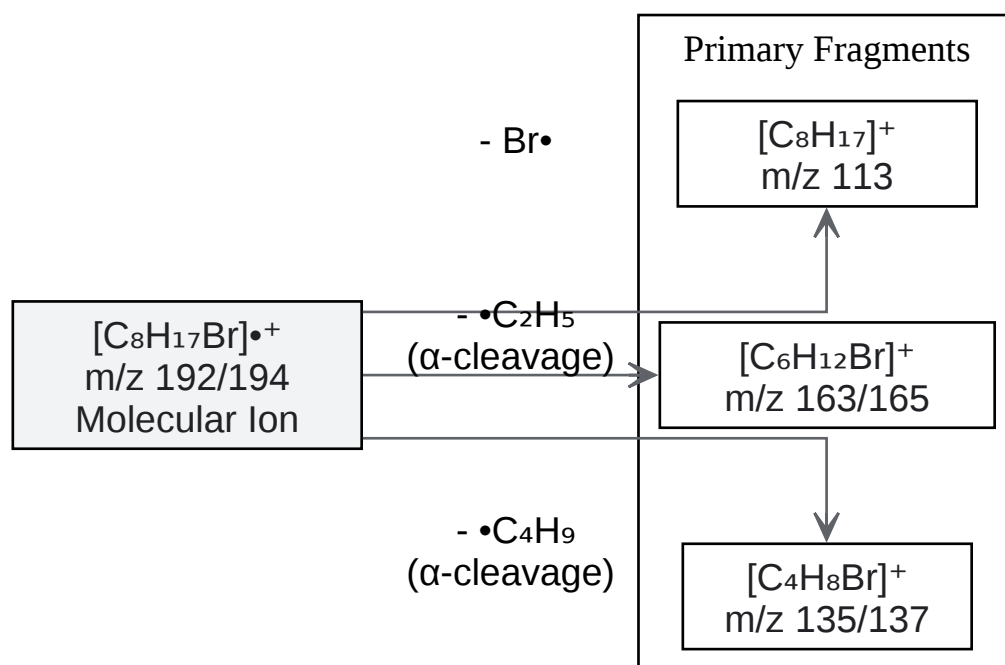 Primary Fragments
- Br•
[C₈H₁₇]⁺
m/z 113
[C₈H₁₇Br]•⁺
m/z 192/194
Molecular Ion
- •C₂H₅
(α-cleavage)
[C₆H₁₂Br]⁺
m/z 163/165
- •C₄H₉
(α-cleavage)
[C₄H₈Br]⁺
m/z 135/137